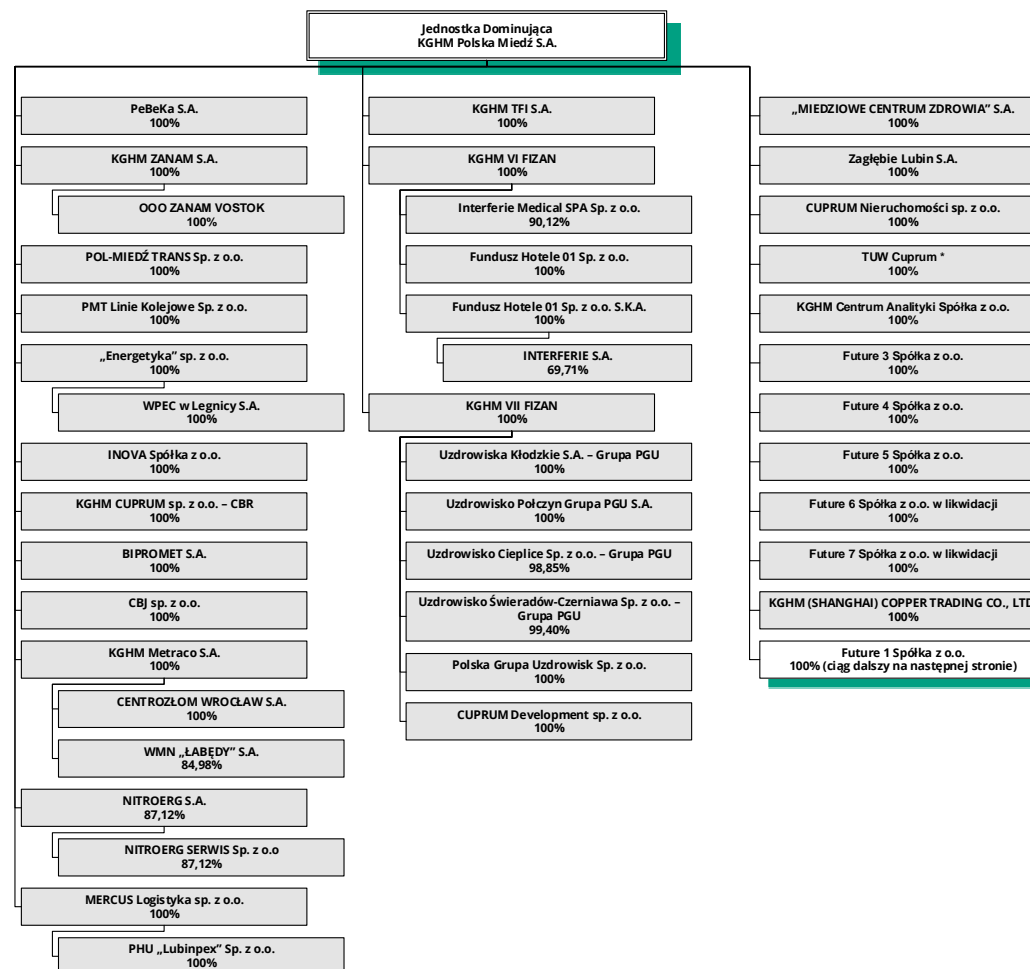 Jednostka Dominująca
KGHM Polska Miedź S.A.
PeBeKa S.A.
100%
KGHM ZANAM S.A.
100%
OOO ZANAM VOSTOK
100%
POL-MIEDŹ TRANS Sp. z o.o.
100%
PMT Linie Kolejowe Sp. z o.o.
100%
„Energetyka” sp. z o.o.
100%
WPEC w Legnicy S.A.
100%
INOVA Spółka z o.o.
100%
KGHM CUPRUM sp. z o.o. – CBR
100%
BIPROMET S.A.
100%
CBJ sp. z o.o.
100%
KGHM Metraco S.A.
100%
CENTROZŁOM WROCŁAW S.A.
100%
WMN „ŁABĘDY” S.A.
84,98%
NITROERG S.A.
87,12%
NITROERG SERWIS Sp. z o.o
87,12%
MERCUS Logistyka sp. z o.o.
100%
PHU „Lubinpex” Sp. z o.o.
100%
KGHM TFI S.A.
100%
KGHM VI FIZAN
100%
Interferie Medical SPA Sp. z o.o.
90,12%
Fundusz Hotele 01 Sp. z o.o.
100%
Fundusz Hotele 01 Sp. z o.o. S.K.A.
100%
INTERFERIE S.A.
69,71%
KGHM VII FIZAN
100%
Uzdrowiska Kłodzkie S.A. – Grupa PGU
100%
Uzdrowisko Połczyn Grupa PGU S.A.
100%
Uzdrowisko Cieplice Sp. z o.o. – Grupa PGU
98,85%
Uzdrowisko Świeradów-Czerniawa Sp. z o.o. –
Grupa PGU
99,40%
Polska Grupa Uzdrowisk Sp. z o.o.
100%
CUPRUM Development sp. z o.o.
100%
„MIEDZIOWE CENTRUM ZDROWIA” S.A.
100%
Zagłębie Lubin S.A.
100%
CUPRUM Nieruchomości sp. z o.o.
100%
TUW Cuprum *
100%
KGHM Centrum Analityki Spółka z o.o.
100%
Future 3 Spółka z o.o.
100%
Future 4 Spółka z o.o.
100%
Future 5 Spółka z o.o.
100%
Future 6 Spółka z o.o. w likwidacji
100%
Future 7 Spółka z o.o. w likwidacji
100%
KGHM (SHANGHAI) COPPER TRADING CO., LTD
100%
Future 1 Spółka z o.o.
100% (ciąg dalszy na następnej stronie)